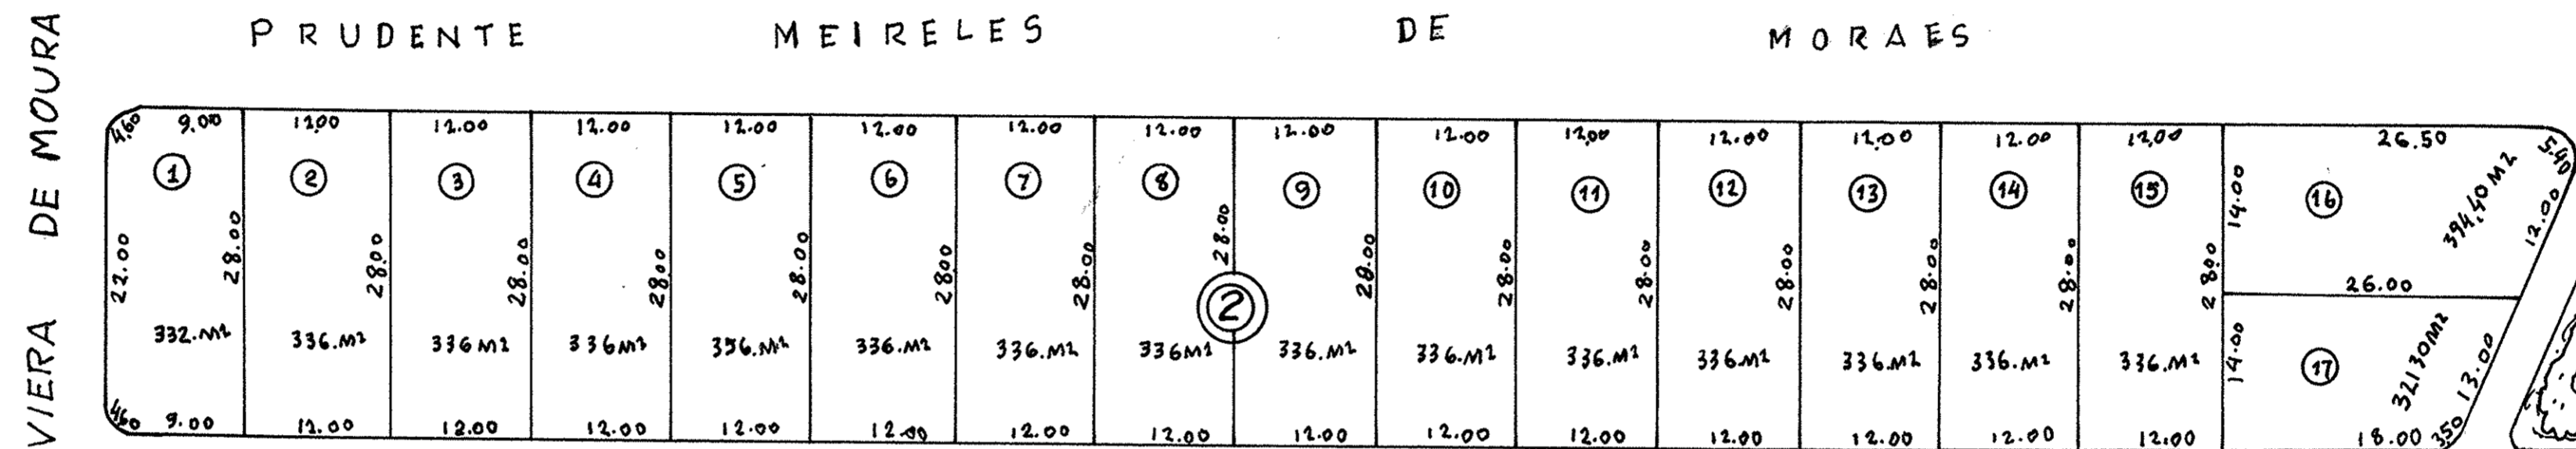 PRUDENTE MEIRELES DE MORAES
VIERA DE MOURA
4.60 9.00 12.00 12.00 12.00 12.00 12.00 12.00 12.00 12.00 12.00 12.00 12.00 12.00 12.00 12.00 26.50 5.40
1 2 3 4 5 6 7 8 9 10 11 12 13 14 15 16
22.00 28.00 28.00 28.00 28.00 28.00 28.00 28.00 28.00 28.00 28.00 28.00 28.00 28.00 28.00 28.00 14.00 394,40 M2 12.00
2
26.00
332.M2 336.M2 336M2 336M2 336.M2 336.M2 336.M2 336M2 336.M2 336.M2 336.M2 336.M2 336.M2 336.M2 336.M2 14.00 17 32130M2 13.00
4.60 9.00 12.00 12.00 12.00 12.00 12.00 12.00 12.00 12.00 12.00 12.00 12.00 12.00 12.00 12.00 18.00 3.50